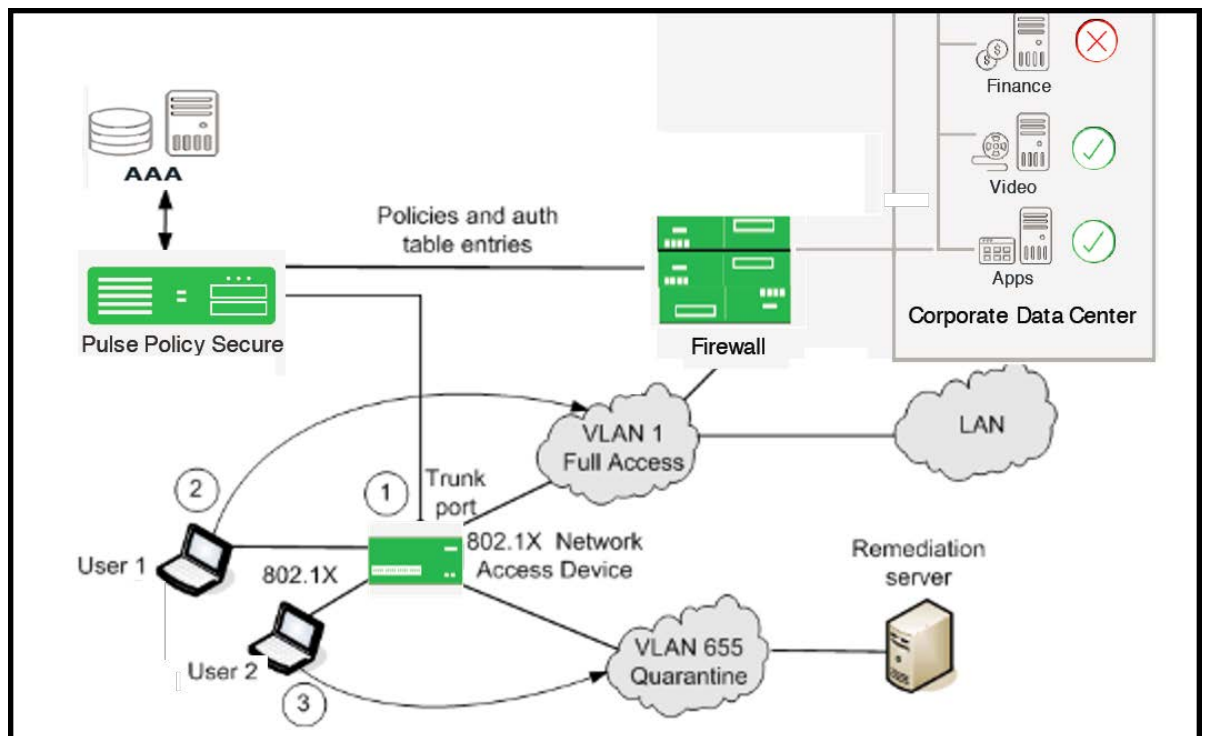 Finance
Video
Apps
Corporate Data Center
AAA
Policies and auth
table entries
Pulse Policy Secure
Firewall
VLAN 1
Full Access
LAN
2
1
Trunk
port
User 1
802.1X
802.1X Network
Access Device
Remediation
server
User 2
3
VLAN 655
Quarantine